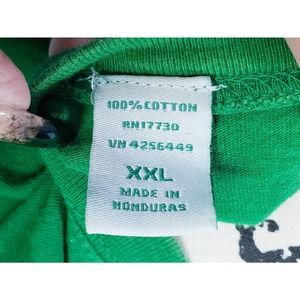 100% COTTON
RN17730
VN 4256449
XXL
MADE IN
HONDURAS